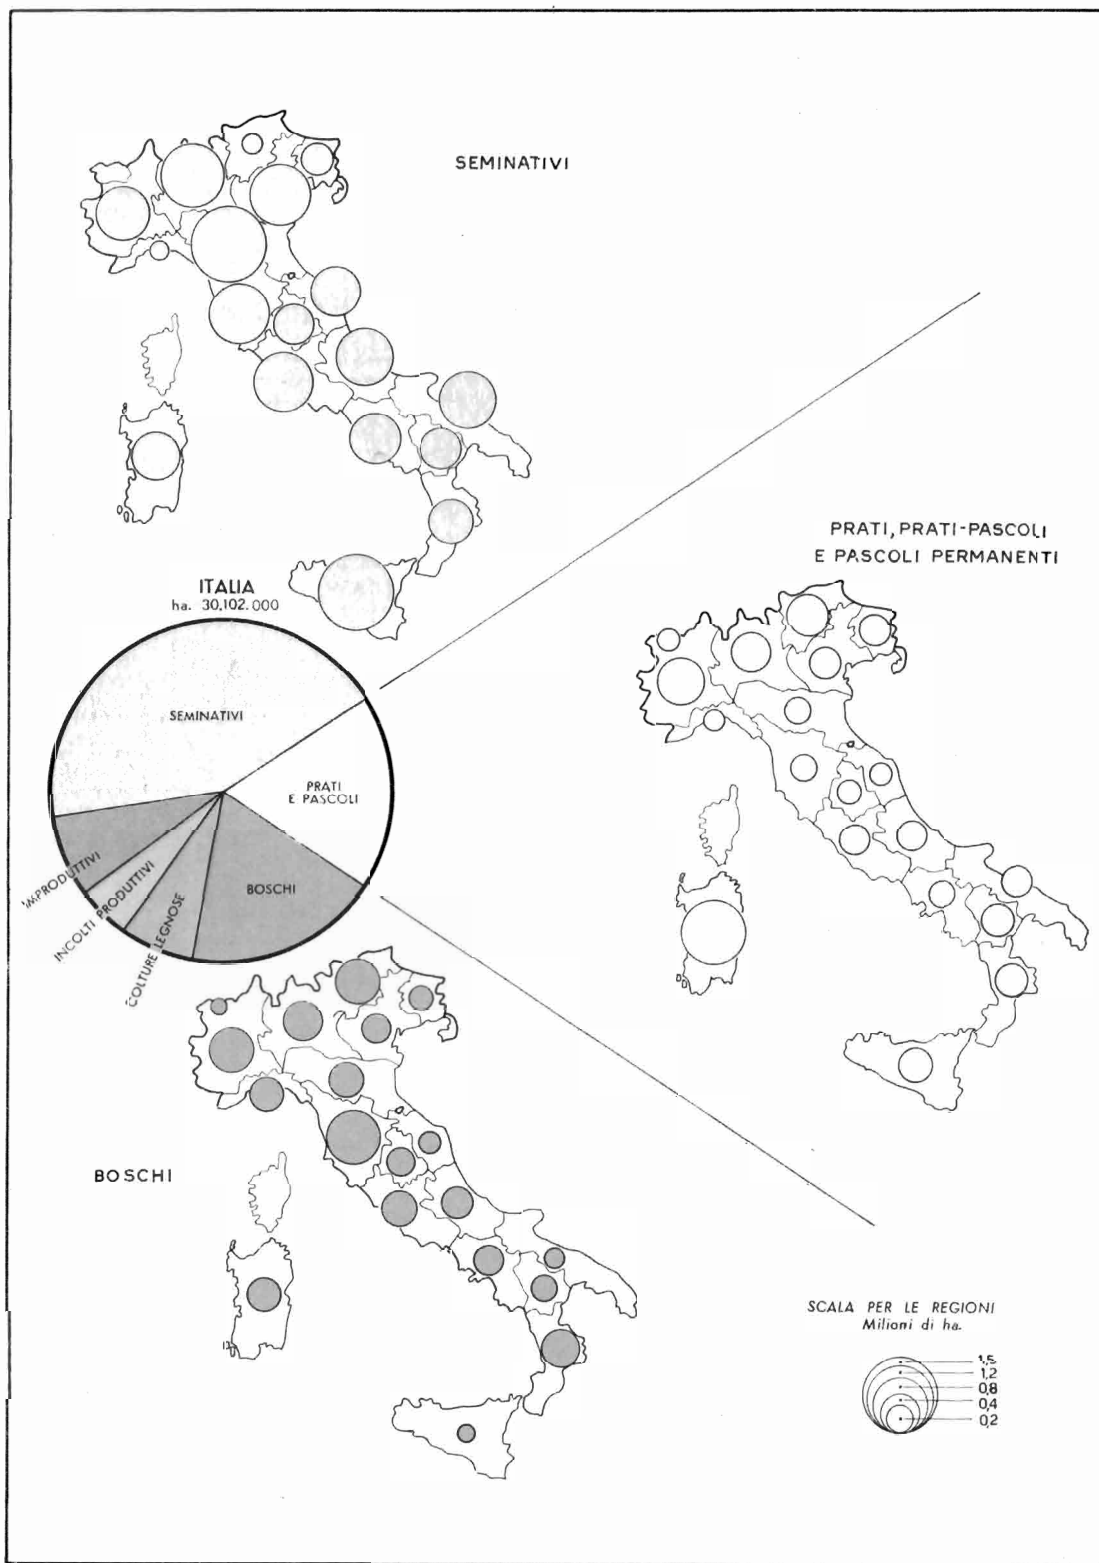 SEMINATIVI
PRATI, PRATI-PASCOLI
E PASCOLI PERMANENTI
ITALIA
ha. 30.102.000
SEMINATIVI
PRATI
E PASCOLI
BOSCHI
COLTURE LEGNOSE
INCOLTI PRODUTTIVI
IMPRODUTTIVI
BOSCHI
SCALA PER LE REGIONI
Milioni di ha.
1,5
1,2
0,8
0,4
0,2